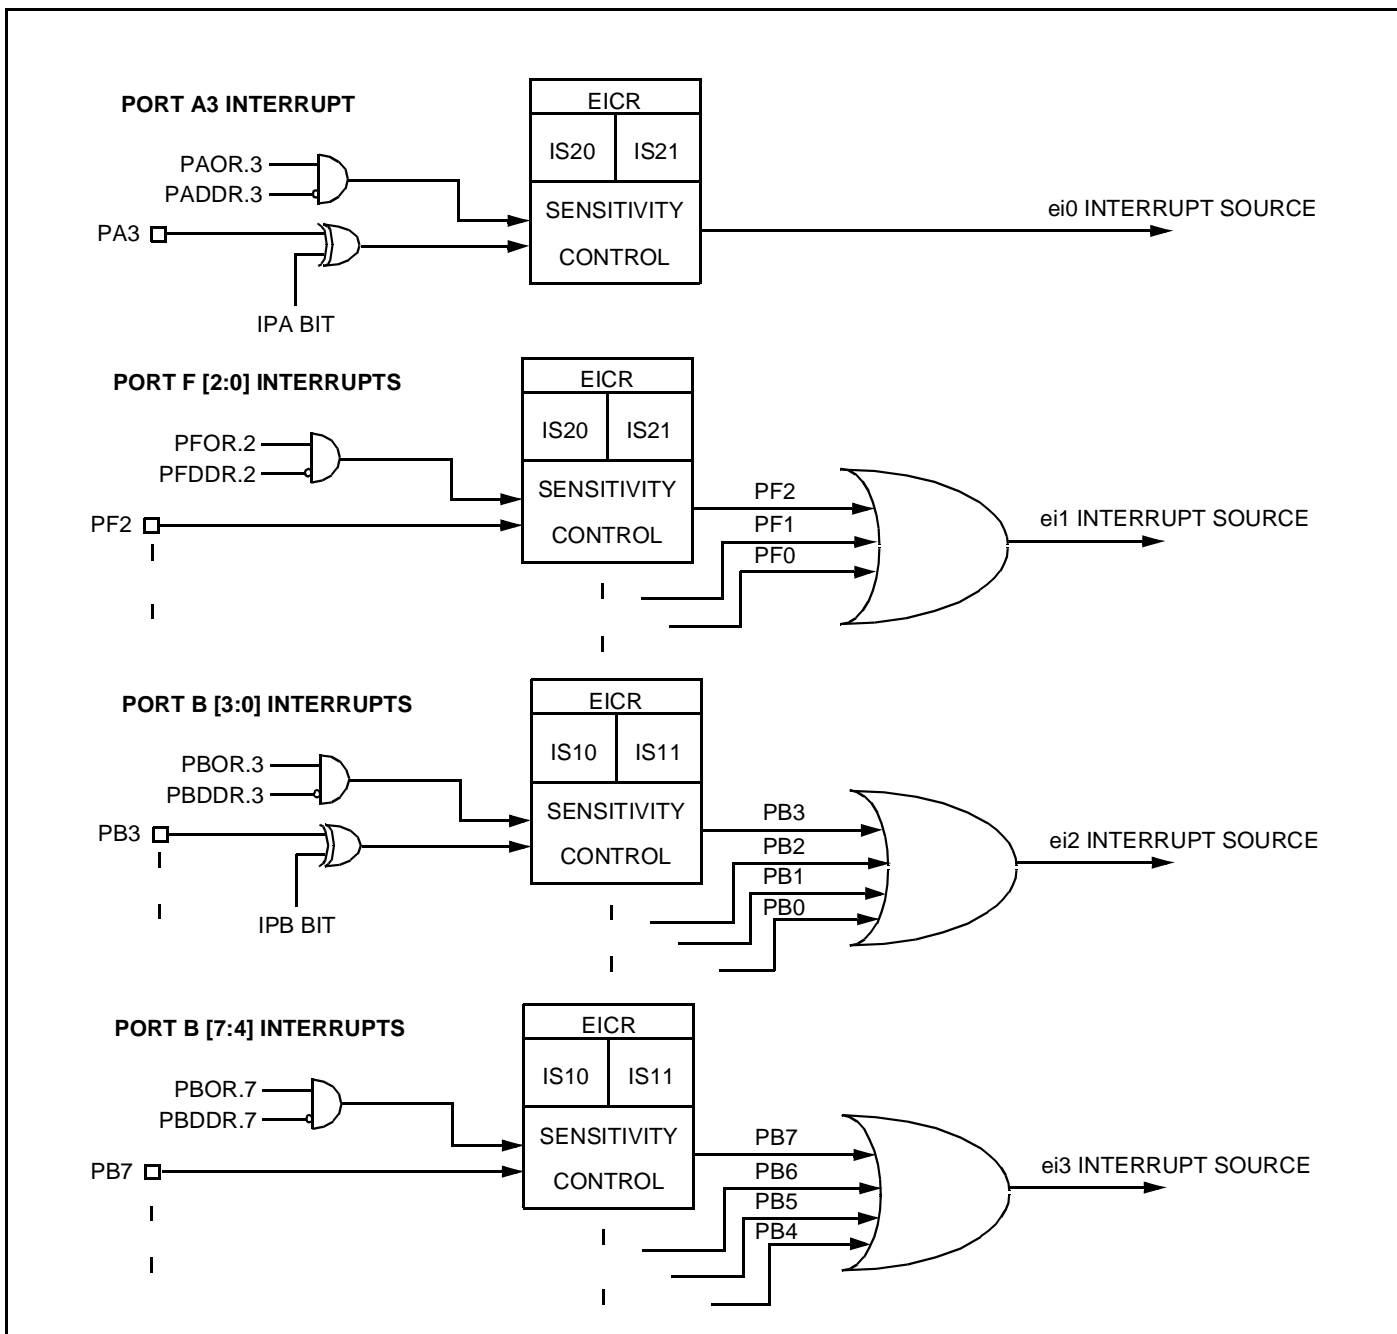 PORT A3 INTERRUPT
EICR
IS20 IS21
PAOR.3
PADDR.3
SENSITIVITY
CONTROL
PA3
IPA BIT
ei0 INTERRUPT SOURCE
PORT F [2:0] INTERRUPTS
EICR
IS20 IS21
PFOR.2
PFDDR.2
SENSITIVITY
CONTROL
PF2
PF2
PF1
PF0
ei1 INTERRUPT SOURCE
PORT B [3:0] INTERRUPTS
EICR
IS10 IS11
PBOR.3
PBDDR.3
SENSITIVITY
CONTROL
PB3
IPB BIT
PB3
PB2
PB1
PB0
ei2 INTERRUPT SOURCE
PORT B [7:4] INTERRUPTS
EICR
IS10 IS11
PBOR.7
PBDDR.7
SENSITIVITY
CONTROL
PB7
PB7
PB6
PB5
PB4
ei3 INTERRUPT SOURCE